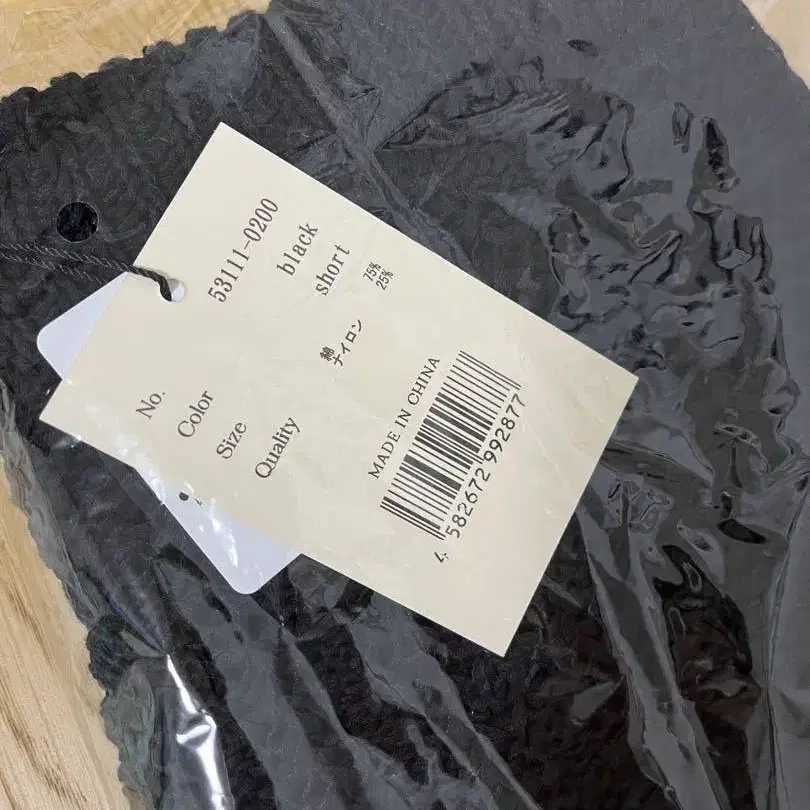 No. 53111-0200
Color black
Size short
Quality 綿 75%
ナイロン 25%
MADE IN CHINA
4 582672 992877